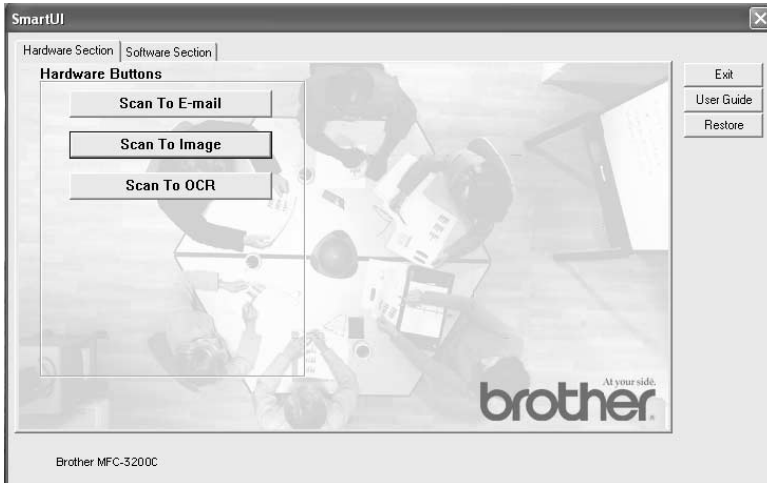 SmartUI
Hardware Section
Software Section
Hardware Buttons
Scan To E-mail
Scan To Image
Scan To OCR
Exit
User Guide
Restore
At your side.
brother.
Brother MFC-3200C